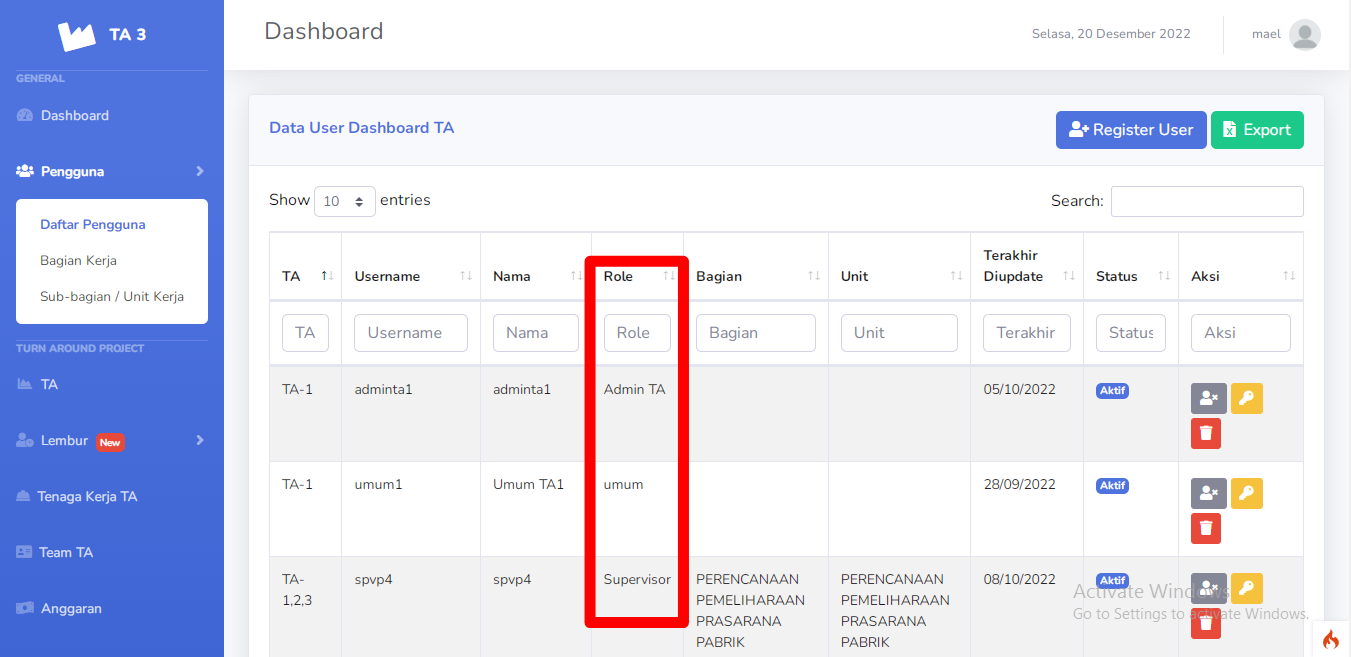 TA 3
GENERAL
Dashboard
Pengguna
Daftar Pengguna
Bagian Kerja
Sub-bagian / Unit Kerja
TURN AROUND PROJECT
TA
Lembur New
Tenaga Kerja TA
Team TA
Anggaran
Dashboard
Selasa, 20 Desember 2022
mael
Data User Dashboard TA
Register User
Export
Show 10 entries
Search:
TA Username Nama Role Bagian Unit Terakhir Diupdate Status Aksi
TA Username Nama Role Bagian Unit Terakhir Status Aksi
TA-1 adminta1 adminta1 Admin TA 05/10/2022 Aktif
TA-1 umum1 Umum TA1 umum 28/09/2022 Aktif
TA- spvp4 spvp4 Supervisor PERENCANAAN PERENCANAAN 08/10/2022 Aktif
1,2,3 PEMELIHARAAN PEMELIHARAAN
PRASARANA PRASARANA
PABRIK PABRIK
Activate Windows
Go to Settings to activate Windows.